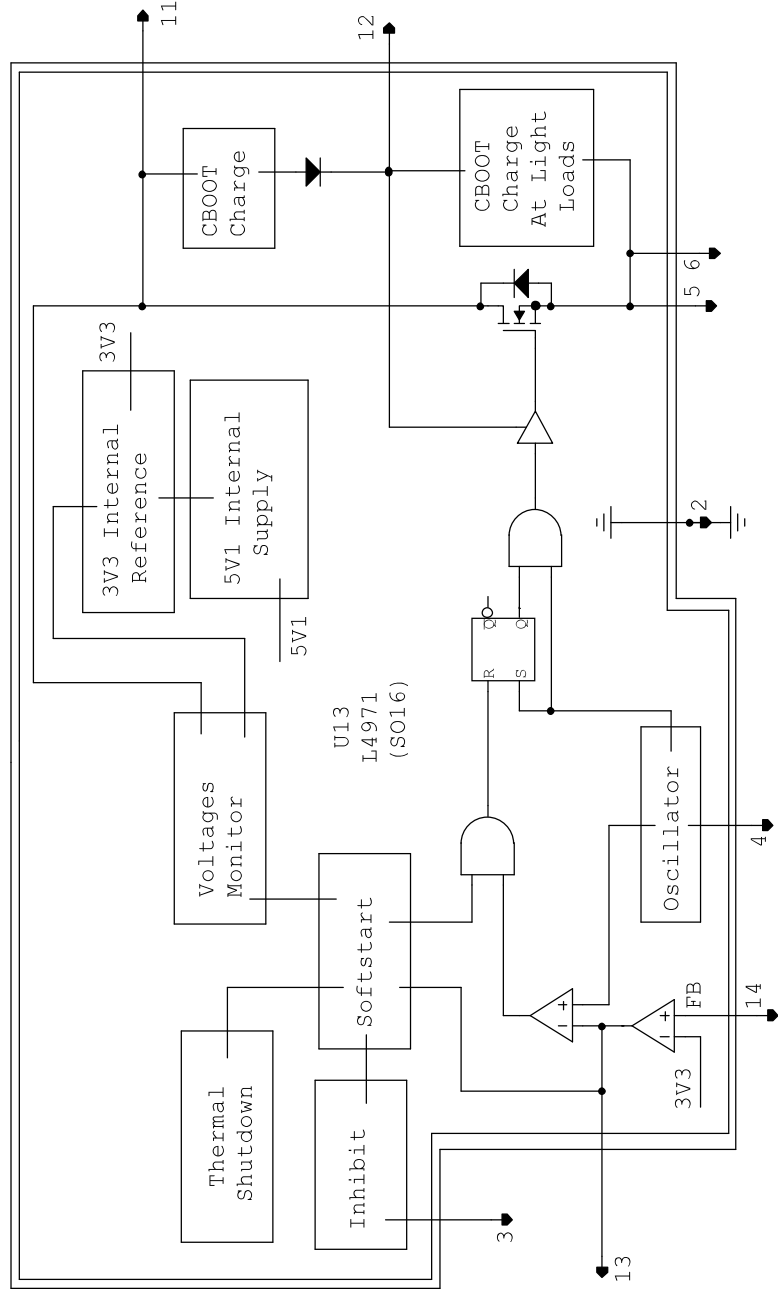 11
12
Thermal
Shutdown
Voltages
Monitor
3V3 Internal
Reference
3V3
CBOOT
Charge
5V1 Internal
Supply
5V1
Inhibit
3
Softstart
U13
L4971
(SO16)
CBOOT
Charge
At Light
Loads
R
Q̅
S
Q
13
−
+
−
+
3V3
FB
14
Oscillator
4
2
5
6